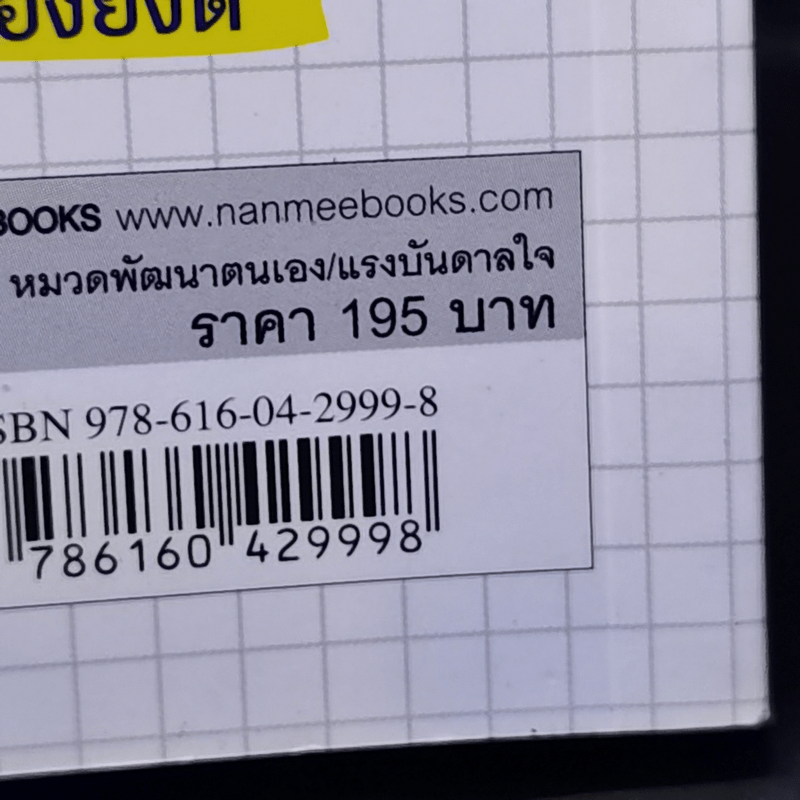 BOOKS www.nanmeebooks.com
หมวดพัฒนาตนเอง/แรงบันดาลใจ
ราคา 195 บาท
ISBN 978-616-04-2999-8
786160 429998